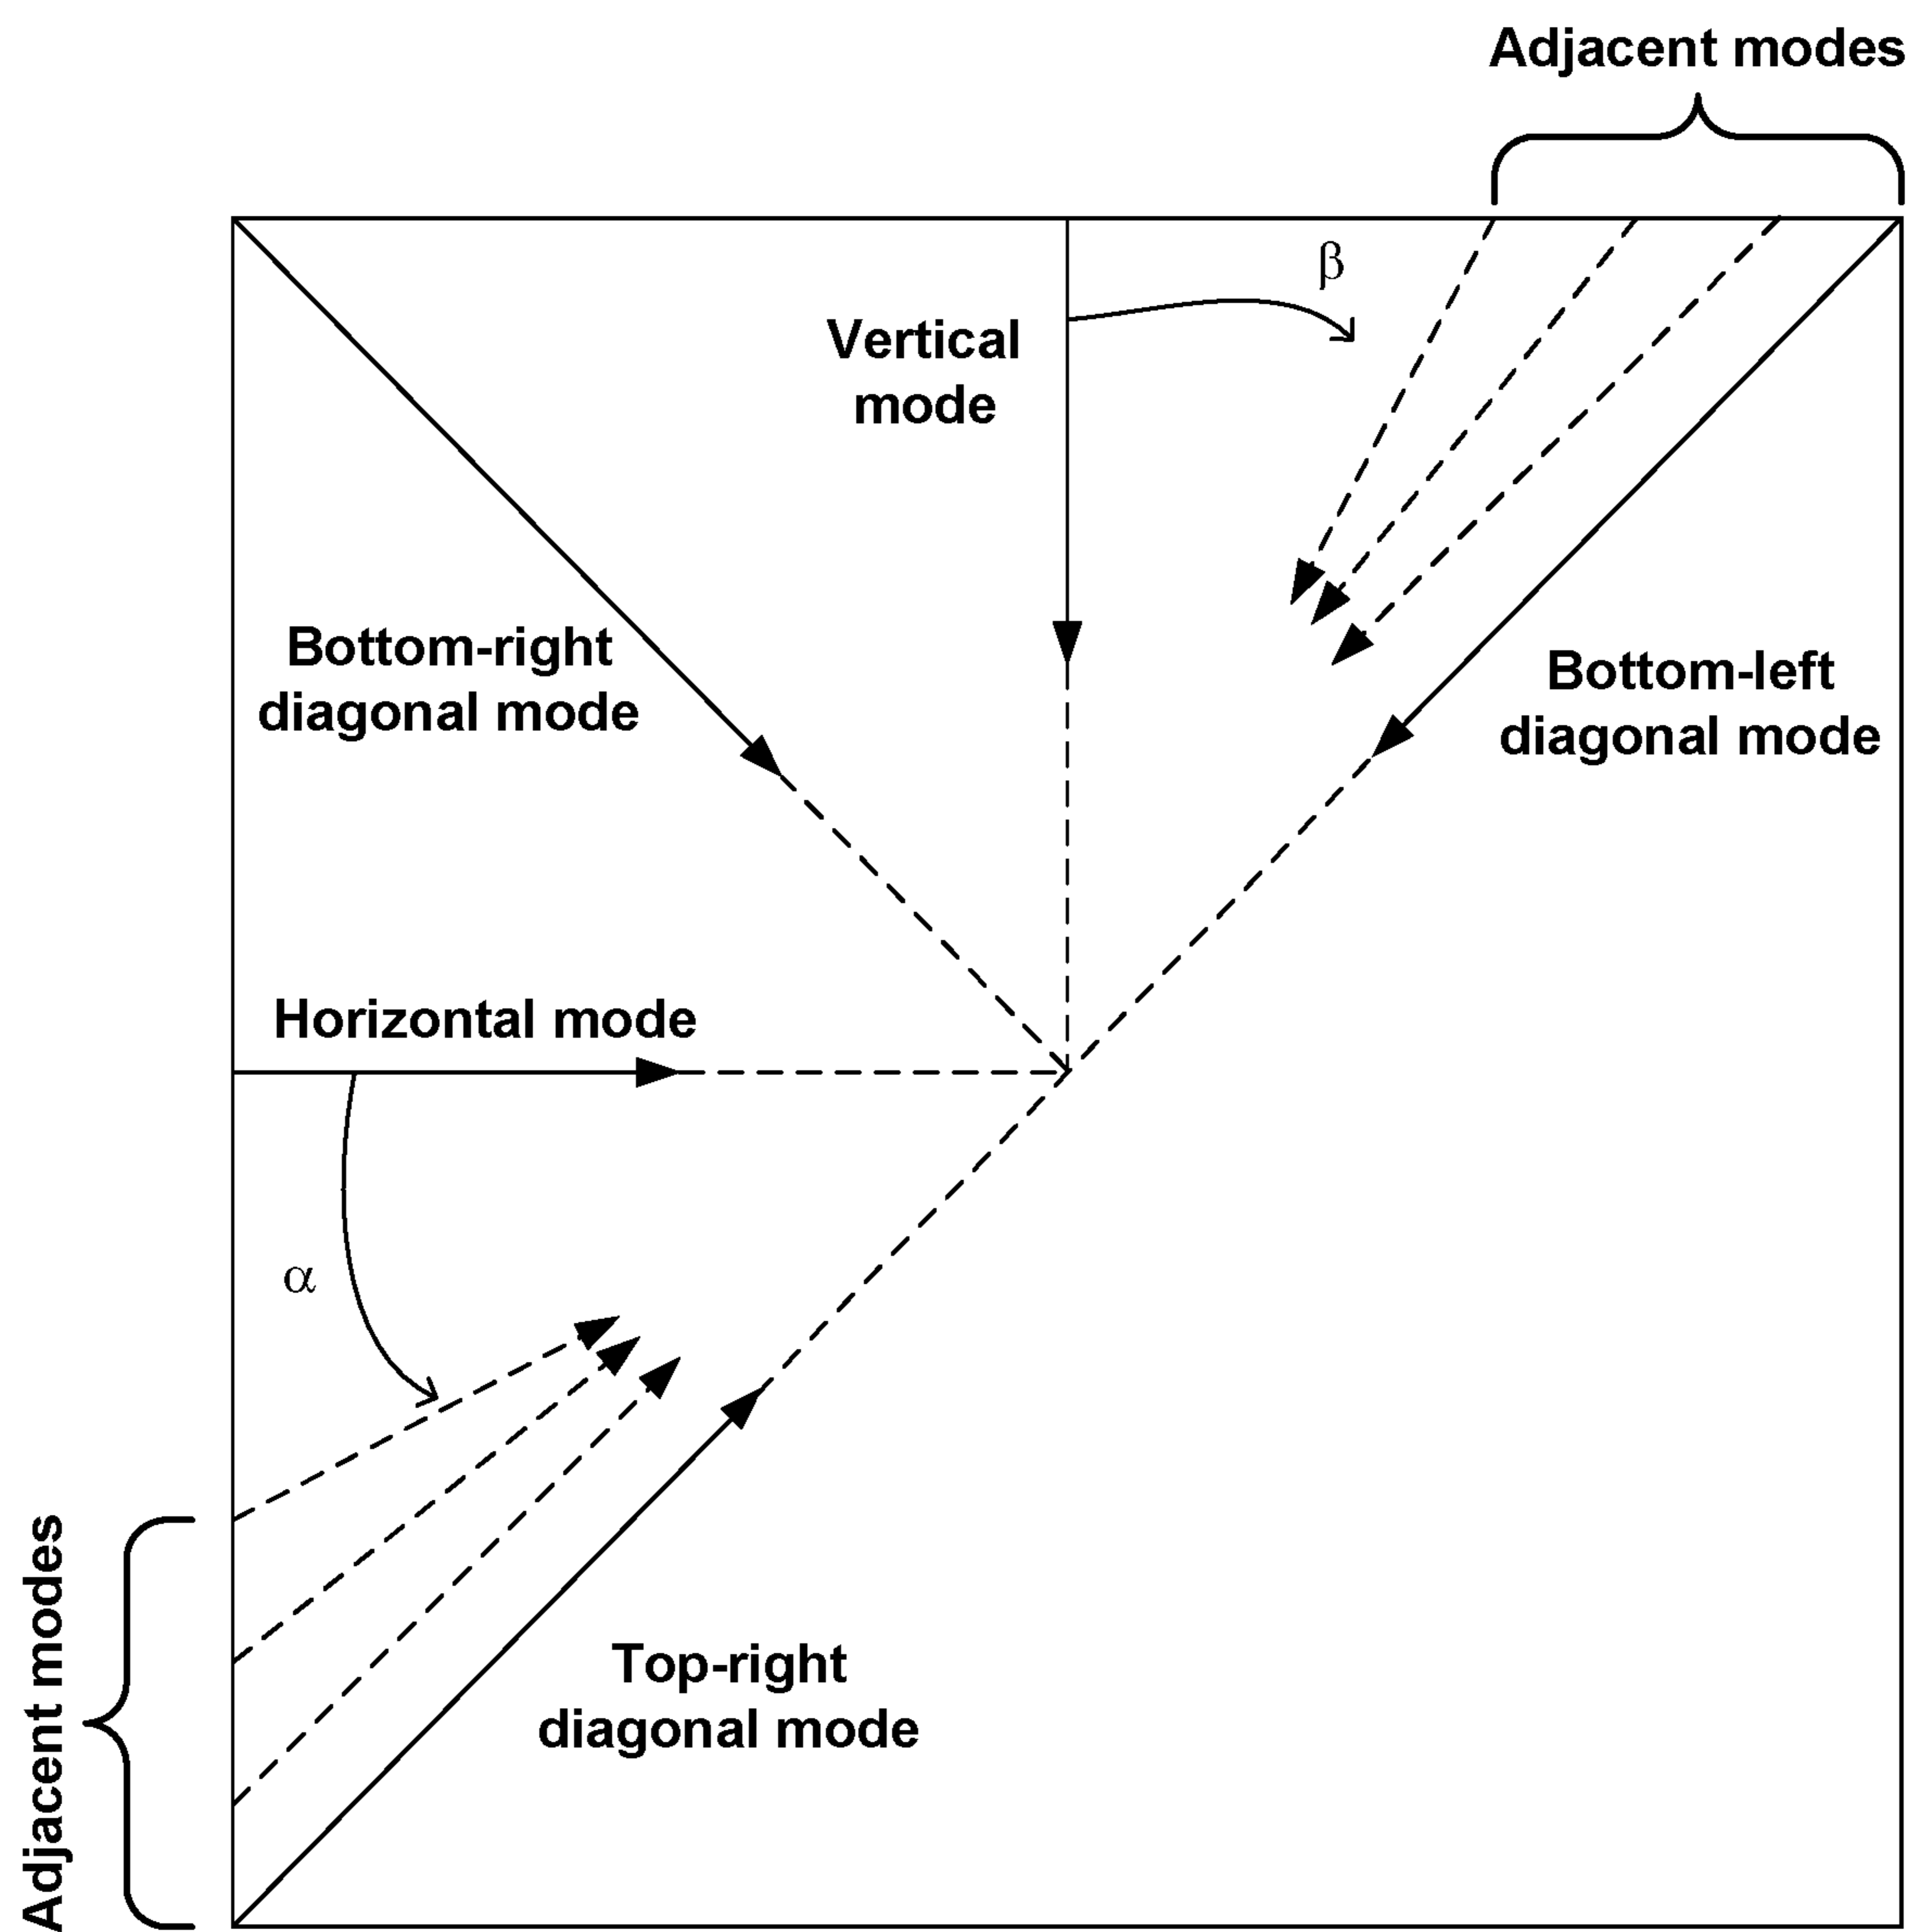 Adjacent modes
β
Vertical
mode
Bottom-right
diagonal mode
Bottom-left
diagonal mode
Horizontal mode
α
Adjacent modes
Top-right
diagonal mode